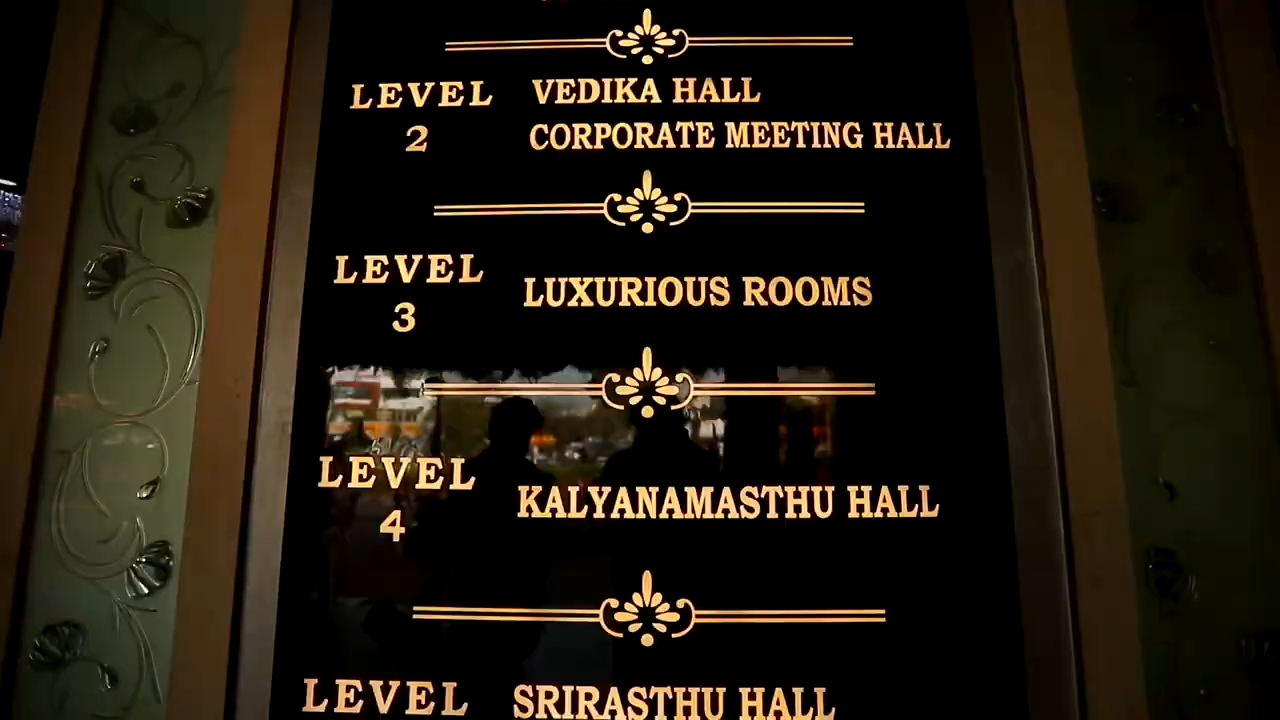 LEVEL 2 VEDIKA HALL
CORPORATE MEETING HALL
LEVEL 3 LUXURIOUS ROOMS
LEVEL 4 KALYANAMASTHU HALL
LEVEL SRIRASTHU HALL